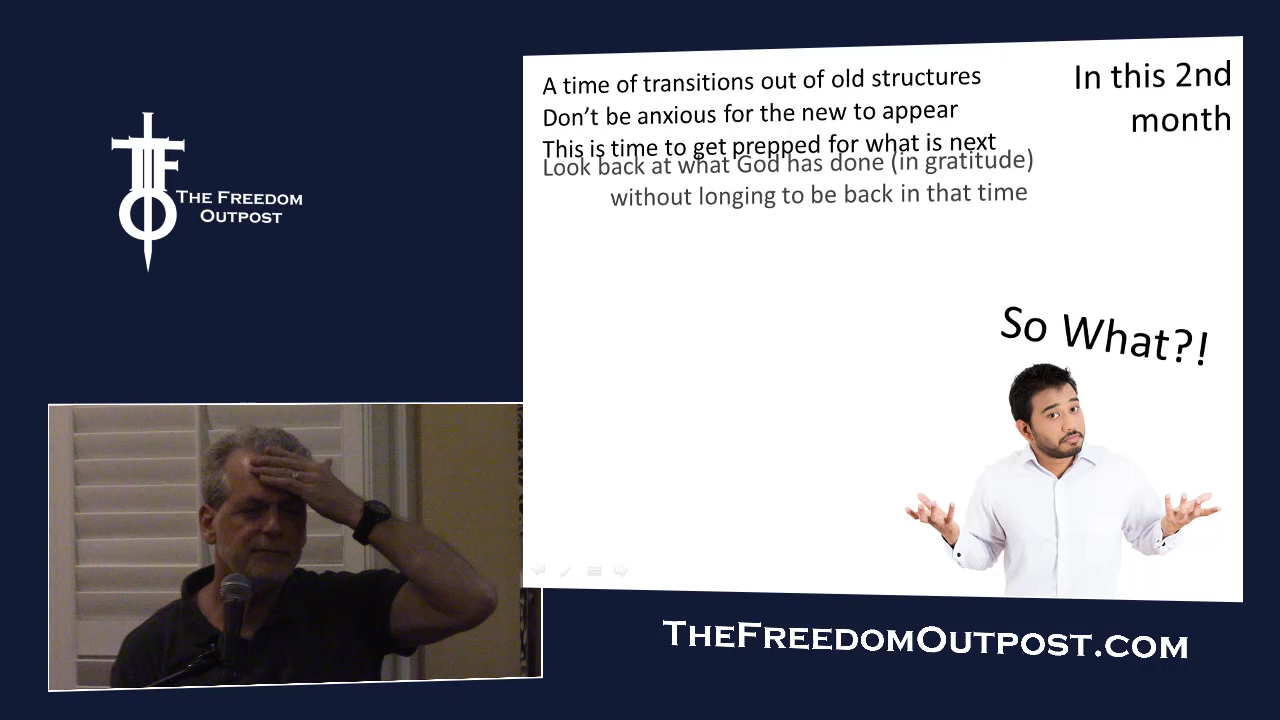 THE FREEDOM
OUTPOST
A time of transitions out of old structures
Don’t be anxious for the new to appear
This is time to get prepped for what is next
Look back at what God has done (in gratitude)
without longing to be back in that time
In this 2nd
month
So What?!
THEFREEDOMOUTPOST.COM